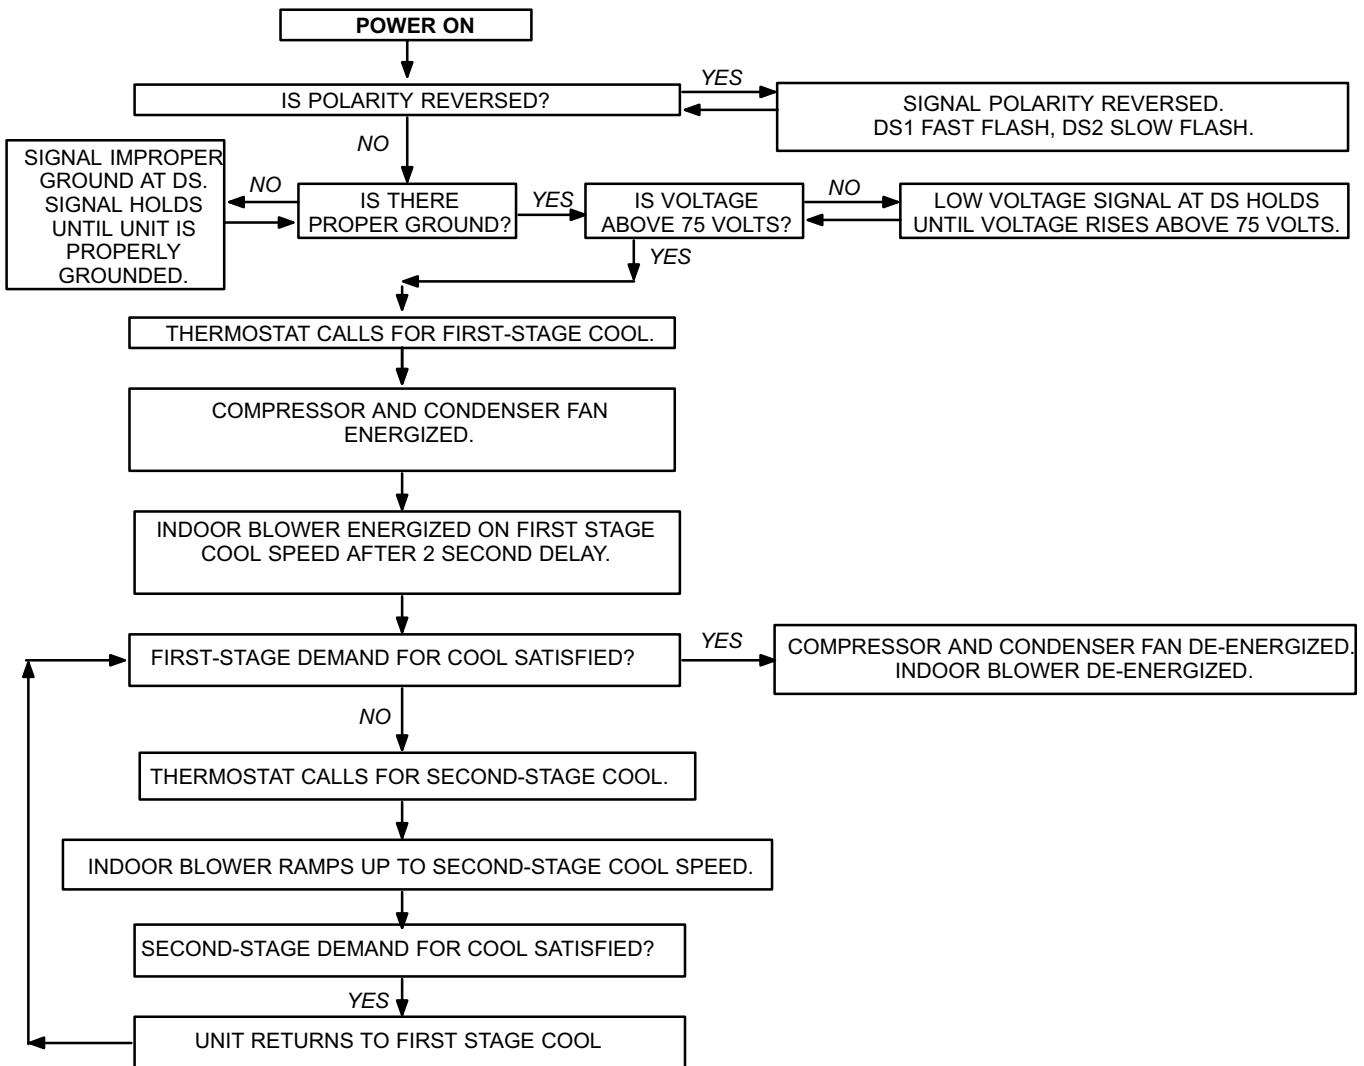 POWER ON
IS POLARITY REVERSED?
YES
SIGNAL POLARITY REVERSED.
DS1 FAST FLASH, DS2 SLOW FLASH.
NO
SIGNAL IMPROPER
GROUND AT DS.
SIGNAL HOLDS
UNTIL UNIT IS
PROPERLY
GROUNDED.
NO
IS THERE
PROPER GROUND?
YES
IS VOLTAGE
ABOVE 75 VOLTS?
NO
LOW VOLTAGE SIGNAL AT DS HOLDS
UNTIL VOLTAGE RISES ABOVE 75 VOLTS.
YES
THERMOSTAT CALLS FOR FIRST-STAGE COOL.
COMPRESSOR AND CONDENSER FAN
ENERGIZED.
INDOOR BLOWER ENERGIZED ON FIRST STAGE
COOL SPEED AFTER 2 SECOND DELAY.
FIRST-STAGE DEMAND FOR COOL SATISFIED?
YES
COMPRESSOR AND CONDENSER FAN DE-ENERGIZED.
INDOOR BLOWER DE-ENERGIZED.
NO
THERMOSTAT CALLS FOR SECOND-STAGE COOL.
INDOOR BLOWER RAMPS UP TO SECOND-STAGE COOL SPEED.
SECOND-STAGE DEMAND FOR COOL SATISFIED?
YES
UNIT RETURNS TO FIRST STAGE COOL